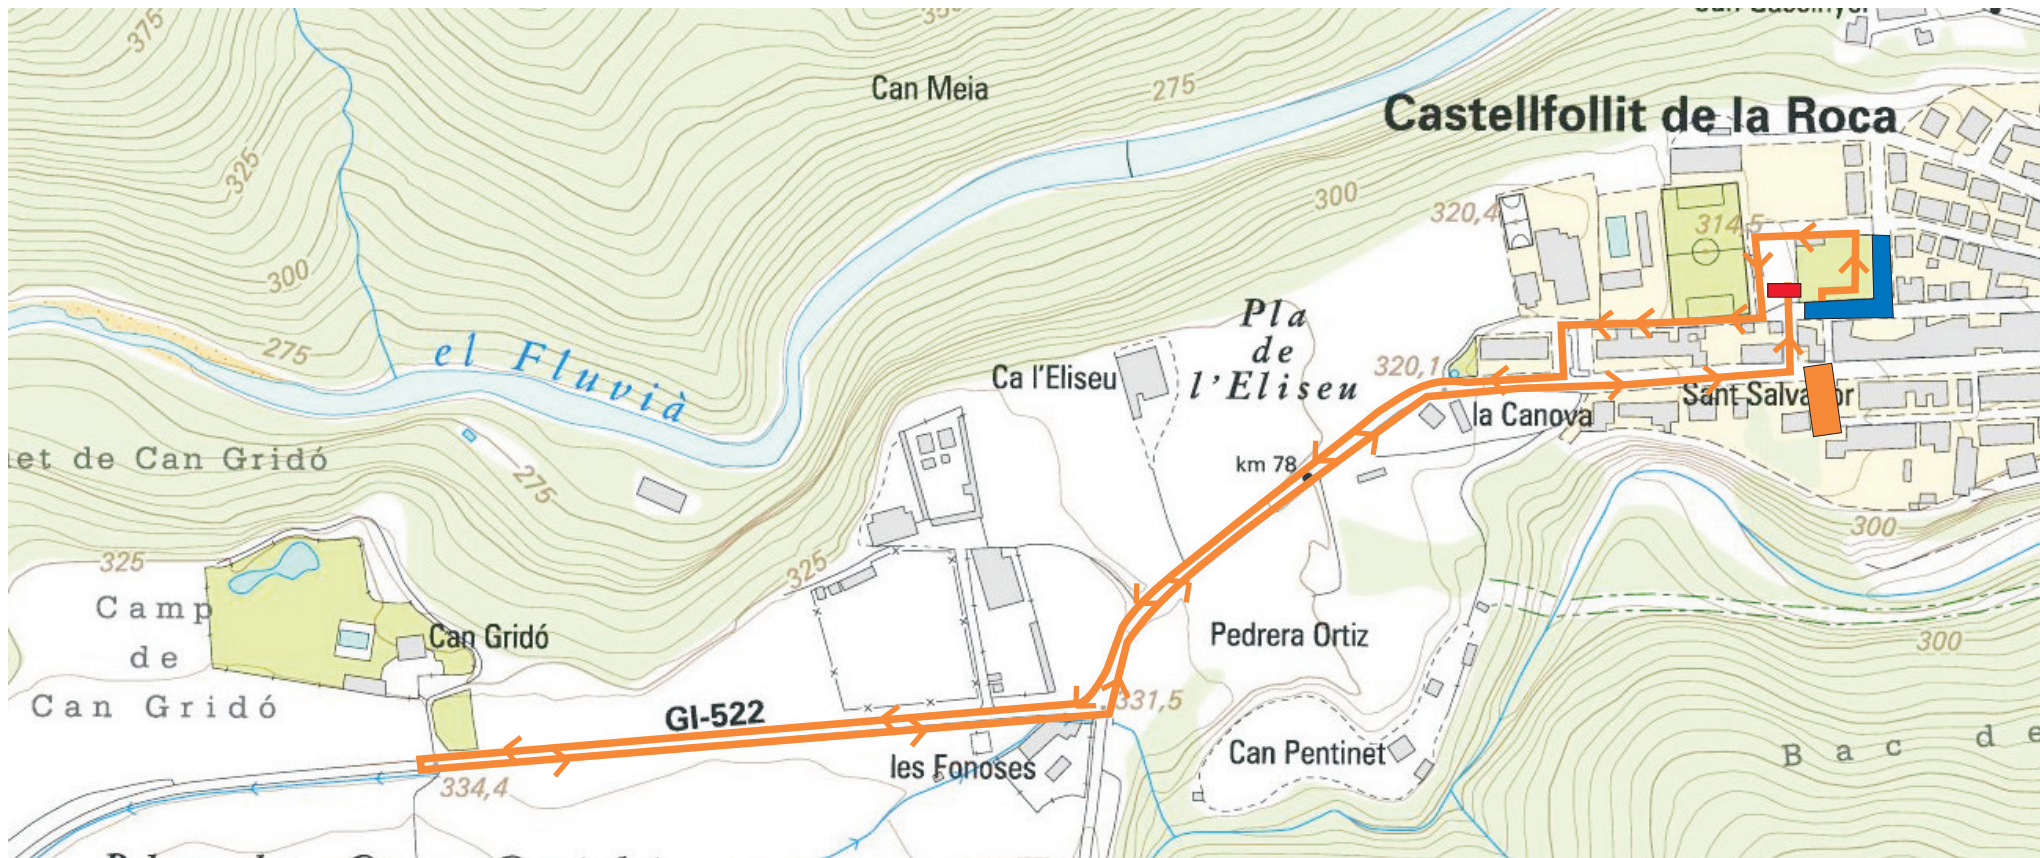 375
275
Can Meia
Castellfollit de la Roca
325
300
320,4
314,5
300
275
el Fluvià
Pla
de
l'Eliseu
Ca l'Eliseu
320,1
Sant Salvador
la Canova
et de Can Gridó
km 78
275
300
325
325
Camp
de
Can Gridó
Can Gridó
Pedrera Ortiz
300
331,5
GI-522
Can Pentinet
les Fonoses
334,4
Bac de